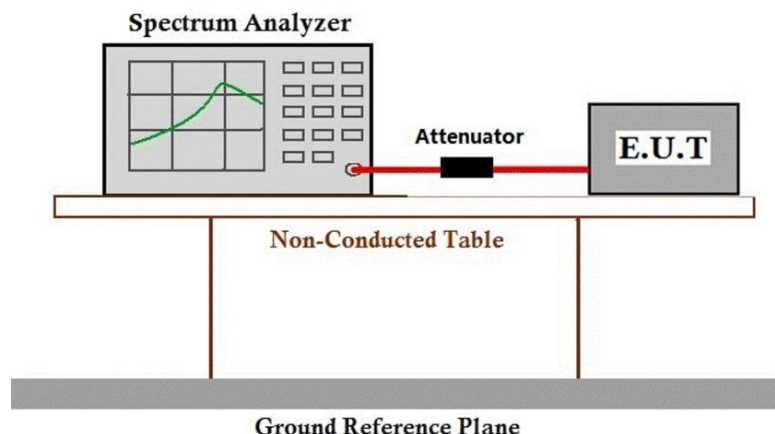 Spectrum Analyzer
Attenuator
E.U.T
Non-Conducted Table
Ground Reference Plane